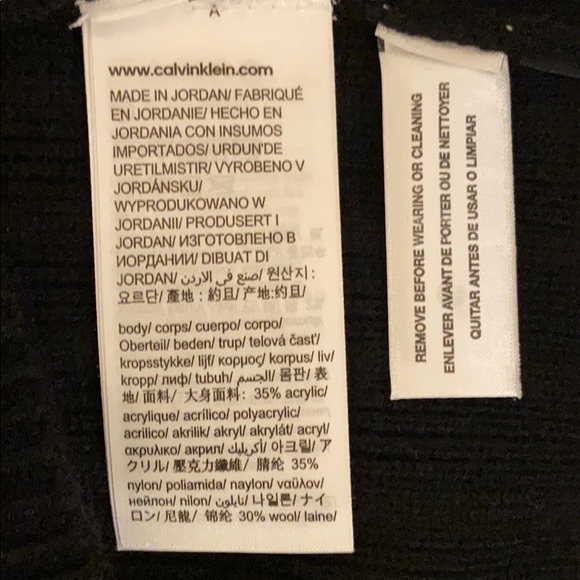 A
www.calvinklein.com
MADE IN JORDAN/ FABRIQUÉ
EN JORDANIE/ HECHO EN
JORDANIA CON INSUMOS
IMPORTADOS/ URDUN'DE
URETILMISTIR/ VYROBENO V
JORDÁNSKU/
WYPRODUKOWANO W
JORDANII/ PRODUSERT I
JORDAN/ ИЗГОТОВЛЕНО В
ИОРДАНИИ/ DIBUAT DI
JORDAN/ صنع في الاردن/ 원산지 :
요르단/ 產地 : 約旦/ 产地:约旦/
body/ corps/ cuerpo/ corpo/
Oberteil/ beden/ trup/ telová časť/
kropsstykke/ lijf/ κορμος/ korpus/ liv/
kropp/ лиф/ tubuh/ الجسم/ 몸판/ 表
地/ 面料/ 大身面料: 35% acrylic/
acrylique/ acrílico/ polyacrylic/
acrilico/ akrilik/ akryl/ akrylát/ acryl/
ακρυλικο/ акрил/ أكريليك/ 아크릴/ ア
クリル/ 壓克力纖維/ 腈纶 35%
nylon/ poliamida/ naylon/ ναϋλον/
нейлон/ nilon/ نايلون/ 나일론/ ナイ
ロン/ 尼龍/ 锦纶 30% wool/ laine/
REMOVE BEFORE WEARING OR CLEANING
ENLEVER AVANT DE PORTER OU DE NETTOYER
QUITAR ANTES DE USAR O LIMPIAR